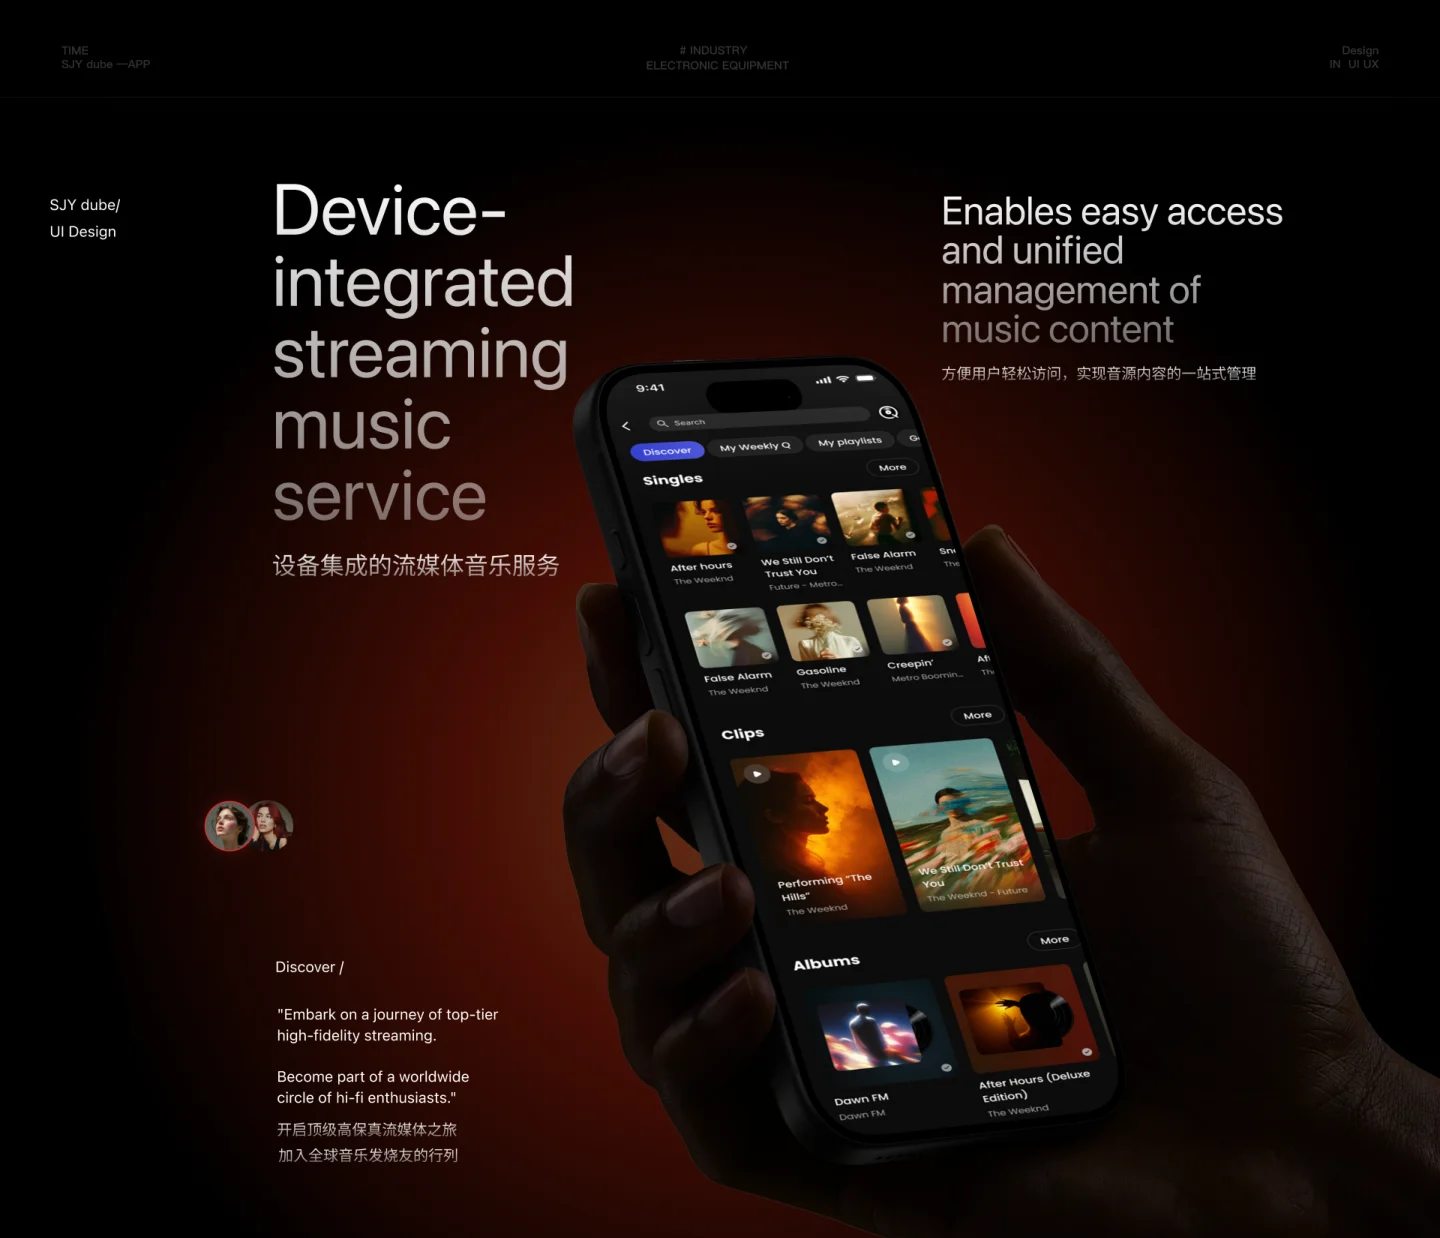 TIME
SJY dube —APP
# INDUSTRY
ELECTRONIC EQUIPMENT
Design
IN UI UX
SJY dube/
UI Design
Device-
integrated
streaming
music
service
设备集成的流媒体音乐服务
Enables easy access
and unified
management of
music content
方便用户轻松访问，实现音源内容的一站式管理
9:41
Search
Discover
My Weekly Q
My playlists
Singles
More
After hours
The Weeknd
We Still Don't
Trust You
Future - Metro...
False Alarm
The Weeknd
The
False Alarm
The Weeknd
Gasoline
The Weeknd
Creepin'
Metro Boomin...
Clips
More
Performing "The
Hills"
The Weeknd
We Still Don't Trust
You
The Weeknd - Future
Albums
More
Dawn FM
Dawn FM
After Hours (Deluxe
Edition)
The Weeknd
Discover /
"Embark on a journey of top-tier
high-fidelity streaming.
Become part of a worldwide
circle of hi-fi enthusiasts."
开启顶级高保真流媒体之旅
加入全球音乐发烧友的行列